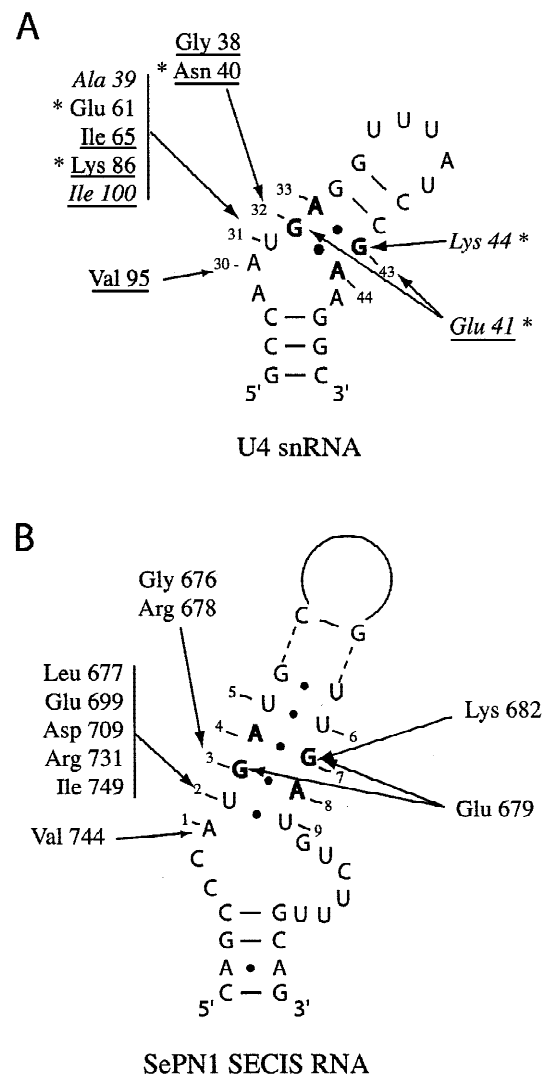 A
Gly 38
* Asn 40
Ala 39
* Glu 61
Ile 65
* Lys 86
Ile 100
Val 95
U U U
G A
G U
33 A C
32 G C
31 U G
30 A A
43
44
A A
C – G
C – G
G – C
5' 3'
Lys 44 *
Glu 41 *
U4 snRNA
B
Gly 676
Arg 678
Leu 677
Glu 699
Asp 709
Arg 731
Ile 749
Val 744
C G
G U
5 U U 6
4 A G 7
3 G A 8
2 U U 9
1 A G
C U
C C
U
C – G U U
G – C
A • A
C – G
5' 3'
Lys 682
Glu 679
SePN1 SECIS RNA